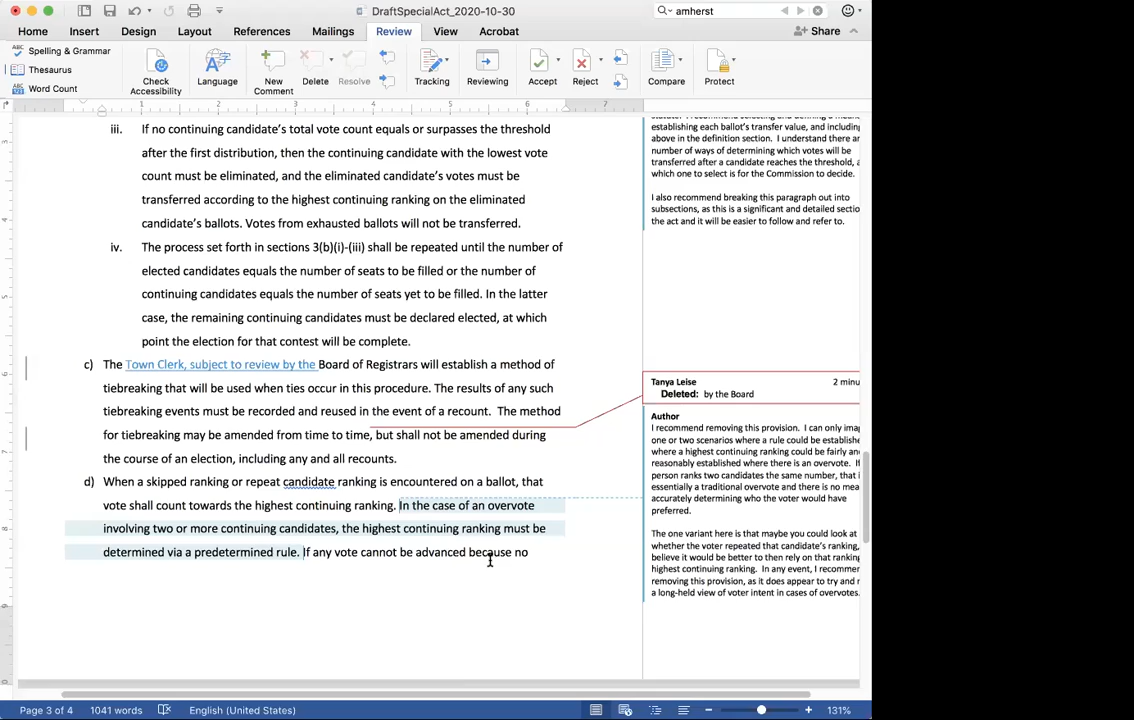 DraftSpecialAct_2020-10-30
amherst
Home Insert Design Layout References Mailings Review View Acrobat
Share
Spelling & Grammar
Thesaurus
Word Count
Check Accessibility
Language
New Comment
Delete
Resolve
Tracking
Reviewing
Accept
Reject
Compare
Protect
1 2 3 4 5 6 7
iii. If no continuing candidate's total vote count equals or surpasses the threshold
after the first distribution, then the continuing candidate with the lowest vote
count must be eliminated, and the eliminated candidate's votes must be
transferred according to the highest continuing ranking on the eliminated
candidate's ballots. Votes from exhausted ballots will not be transferred.
iv. The process set forth in sections 3(b)(i)-(iii) shall be repeated until the number of
elected candidates equals the number of seats to be filled or the number of
continuing candidates equals the number of seats yet to be filled. In the latter
case, the remaining continuing candidates must be declared elected, at which
point the election for that contest will be complete.
c) The Town Clerk, subject to review by the Board of Registrars will establish a method of
tiebreaking that will be used when ties occur in this procedure. The results of any such
tiebreaking events must be recorded and reused in the event of a recount. The method
for tiebreaking may be amended from time to time, but shall not be amended during
the course of an election, including any and all recounts.
d) When a skipped ranking or repeat candidate ranking is encountered on a ballot, that
vote shall count towards the highest continuing ranking. In the case of an overvote
involving two or more continuing candidates, the highest continuing ranking must be
determined via a predetermined rule. If any vote cannot be advanced because no
establishing each ballot's transfer value, and including
above in the definition section. I understand there ar
number of ways of determining which votes will be
transferred after a candidate reaches the threshold, a
which one to select is for the Commission to decide.
I also recommend breaking this paragraph out into
subsections, as this is a significant and detailed sectio
the act and it will be easier to follow and refer to.
Tanya Leise 2 minu
Deleted: by the Board
Author
I recommend removing this provision. I can only imag
one or two scenarios where a rule could be establishe
where a highest continuing ranking could be fairly an
reasonably established where there is an overvote. If
person ranks two candidates the same number, that i
essentially a traditional overvote and there is no mea
accurately determining who the voter would have
preferred.
The one variant here is that maybe you could look at
whether the voter repeated that candidate's ranking,
believe it would be better to then rely on that ranking
highest continuing ranking. In any event, I recommen
removing this provision, as it does appear to try and r
a long-held view of voter intent in cases of overvotes.
Page 3 of 4 1041 words English (United States) 131%